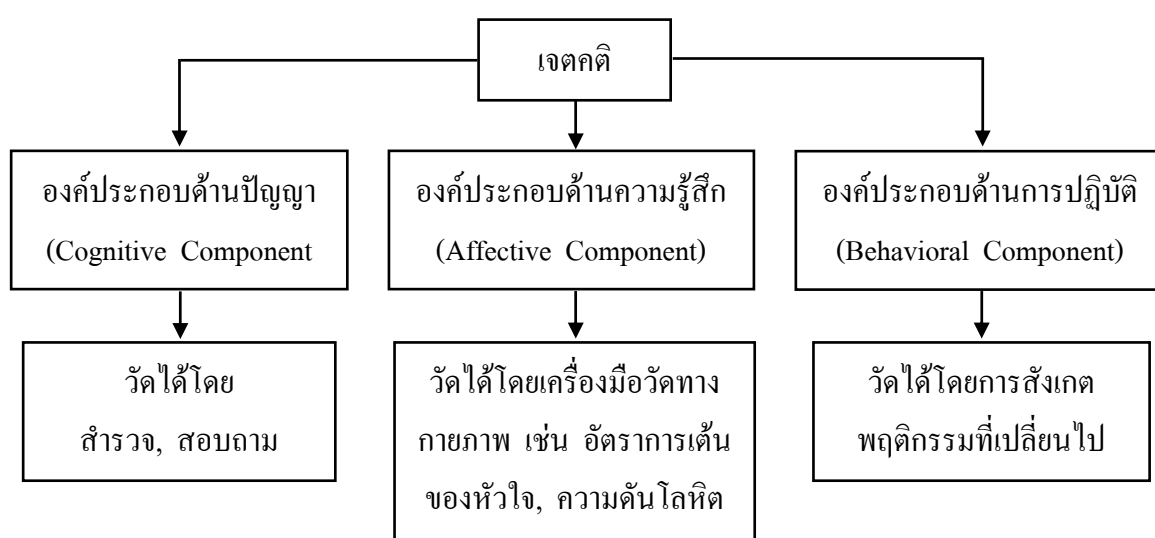 เจตคติ
องค์ประกอบด้านปัญญา
(Cognitive Component
องค์ประกอบด้านความรู้สึก
(Affective Component)
องค์ประกอบด้านการปฏิบัติ
(Behavioral Component)
วัดได้โดย
สำรวจ, สอบถาม
วัดได้โดยเครื่องมือวัดทาง
กายภาพ เช่น อัตราการเต้น
ของหัวใจ, ความดันโลหิต
วัดได้โดยการสังเกต
พฤติกรรมที่เปลี่ยนไป